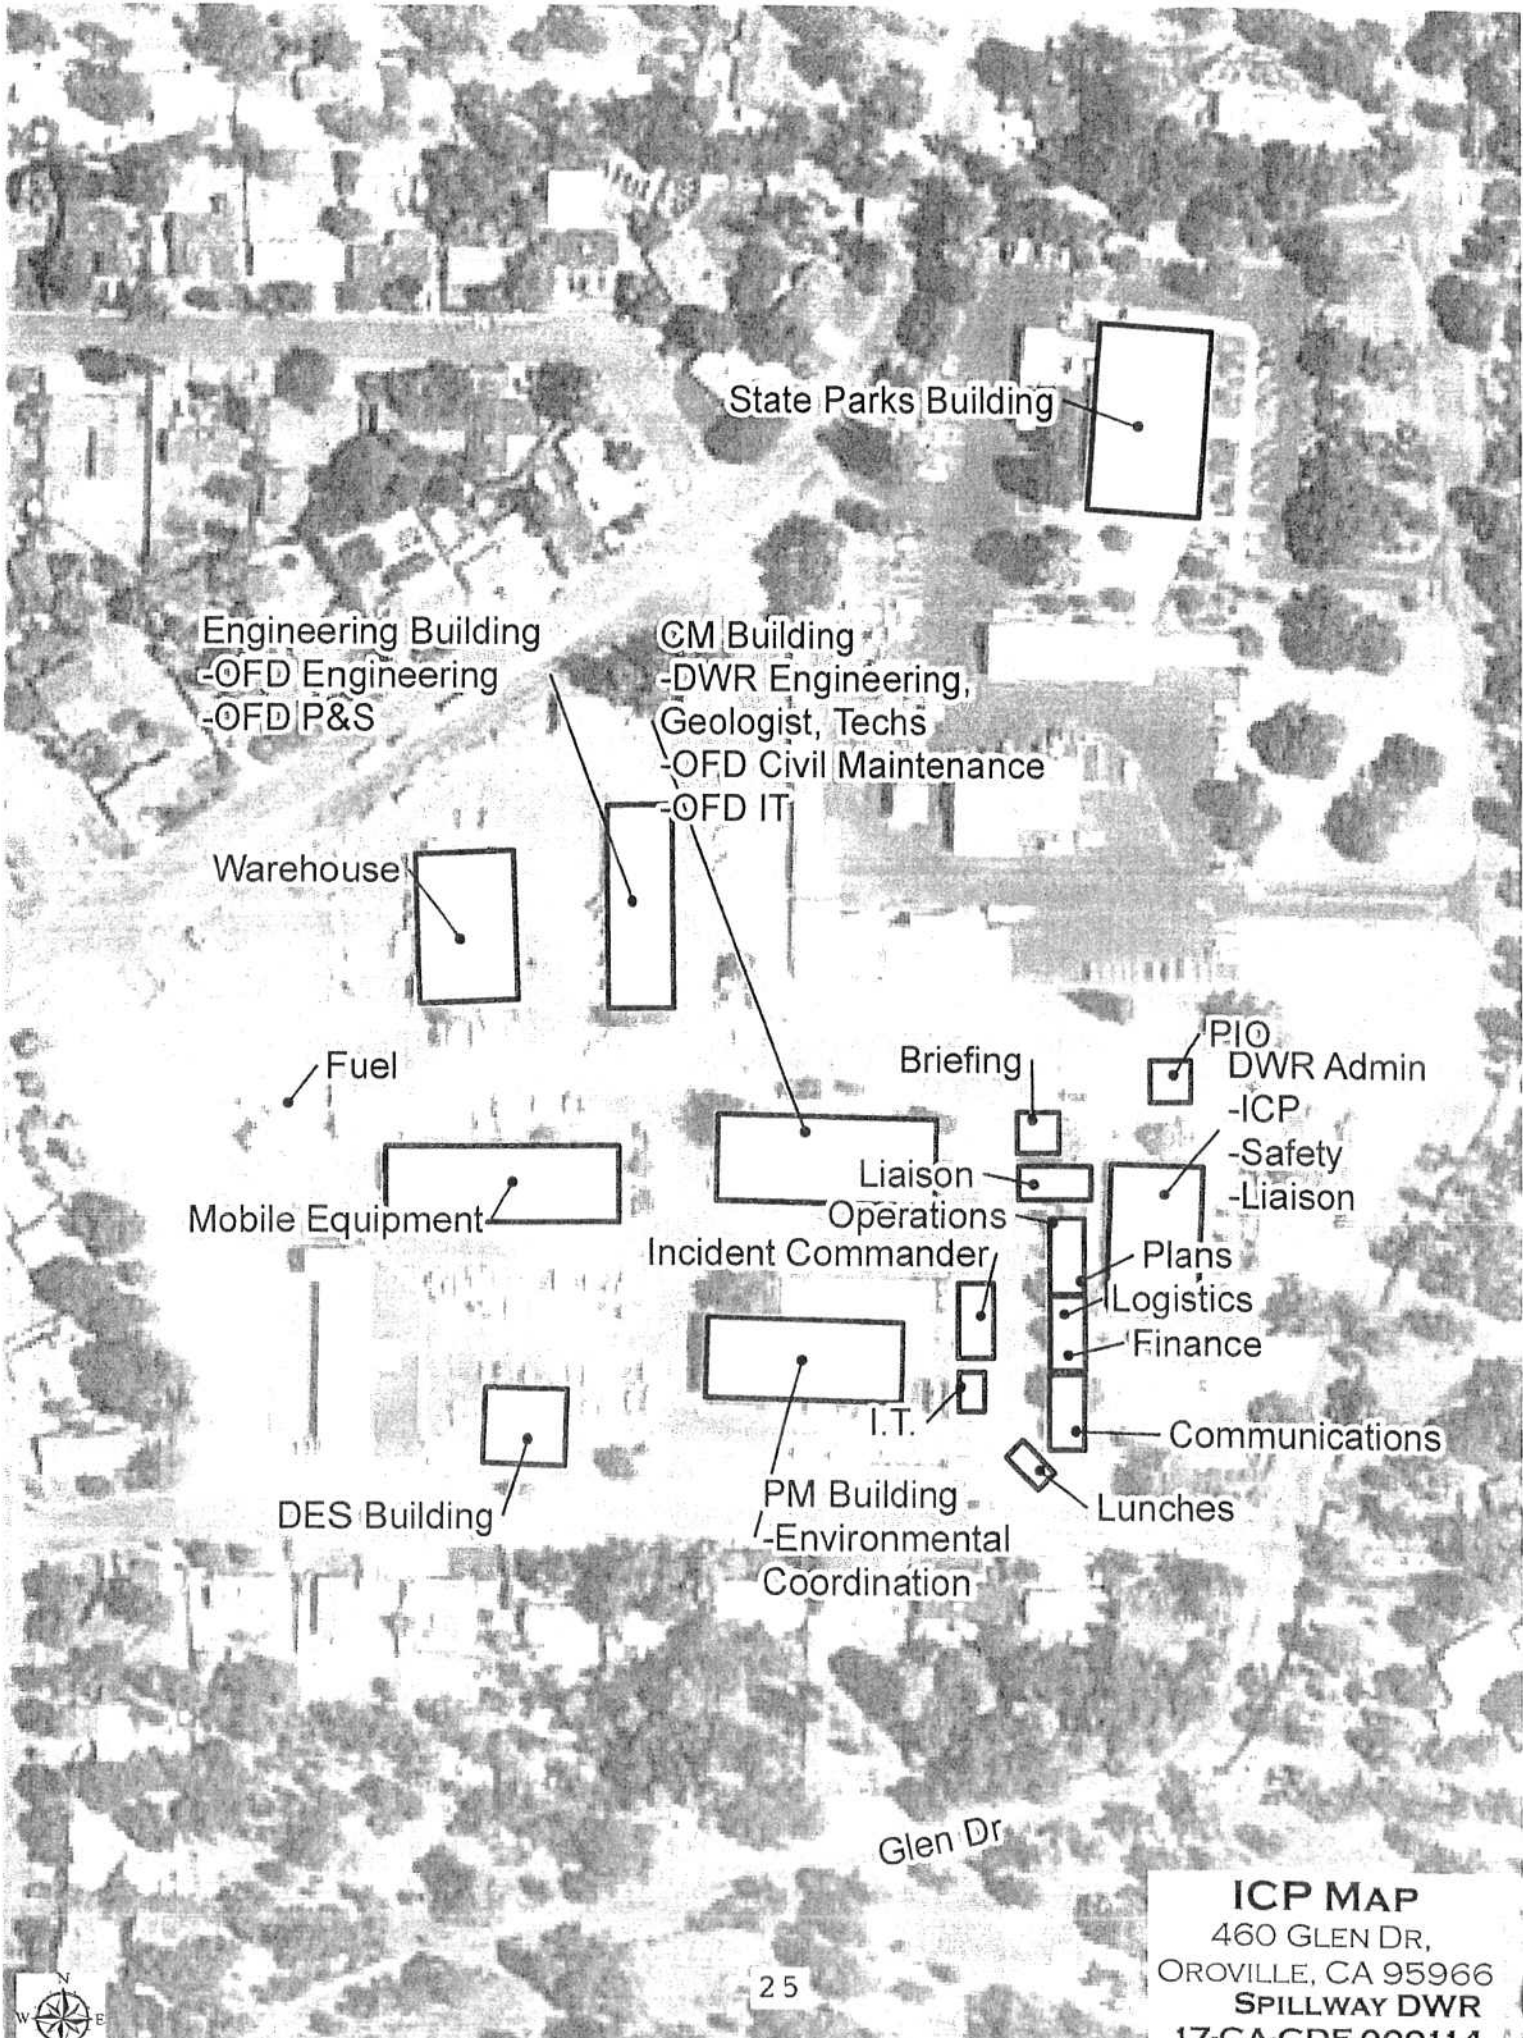 State Parks Building
Engineering Building
-OFD Engineering
-OFD P&S
CM Building
-DWR Engineering,
Geologist, Techs
-OFD Civil Maintenance
-OFD IT
Warehouse
Fuel
Briefing
PIO
DWR Admin
-ICP
-Safety
-Liaison
Liaison
Mobile Equipment
Operations
Incident Commander
Plans
Logistics
Finance
I.T.
Communications
DES Building
PM Building
-Environmental
Coordination
Lunches
Glen Dr
ICP MAP
460 GLEN DR,
OROVILLE, CA 95966
SPILLWAY DWR
25
N
W E